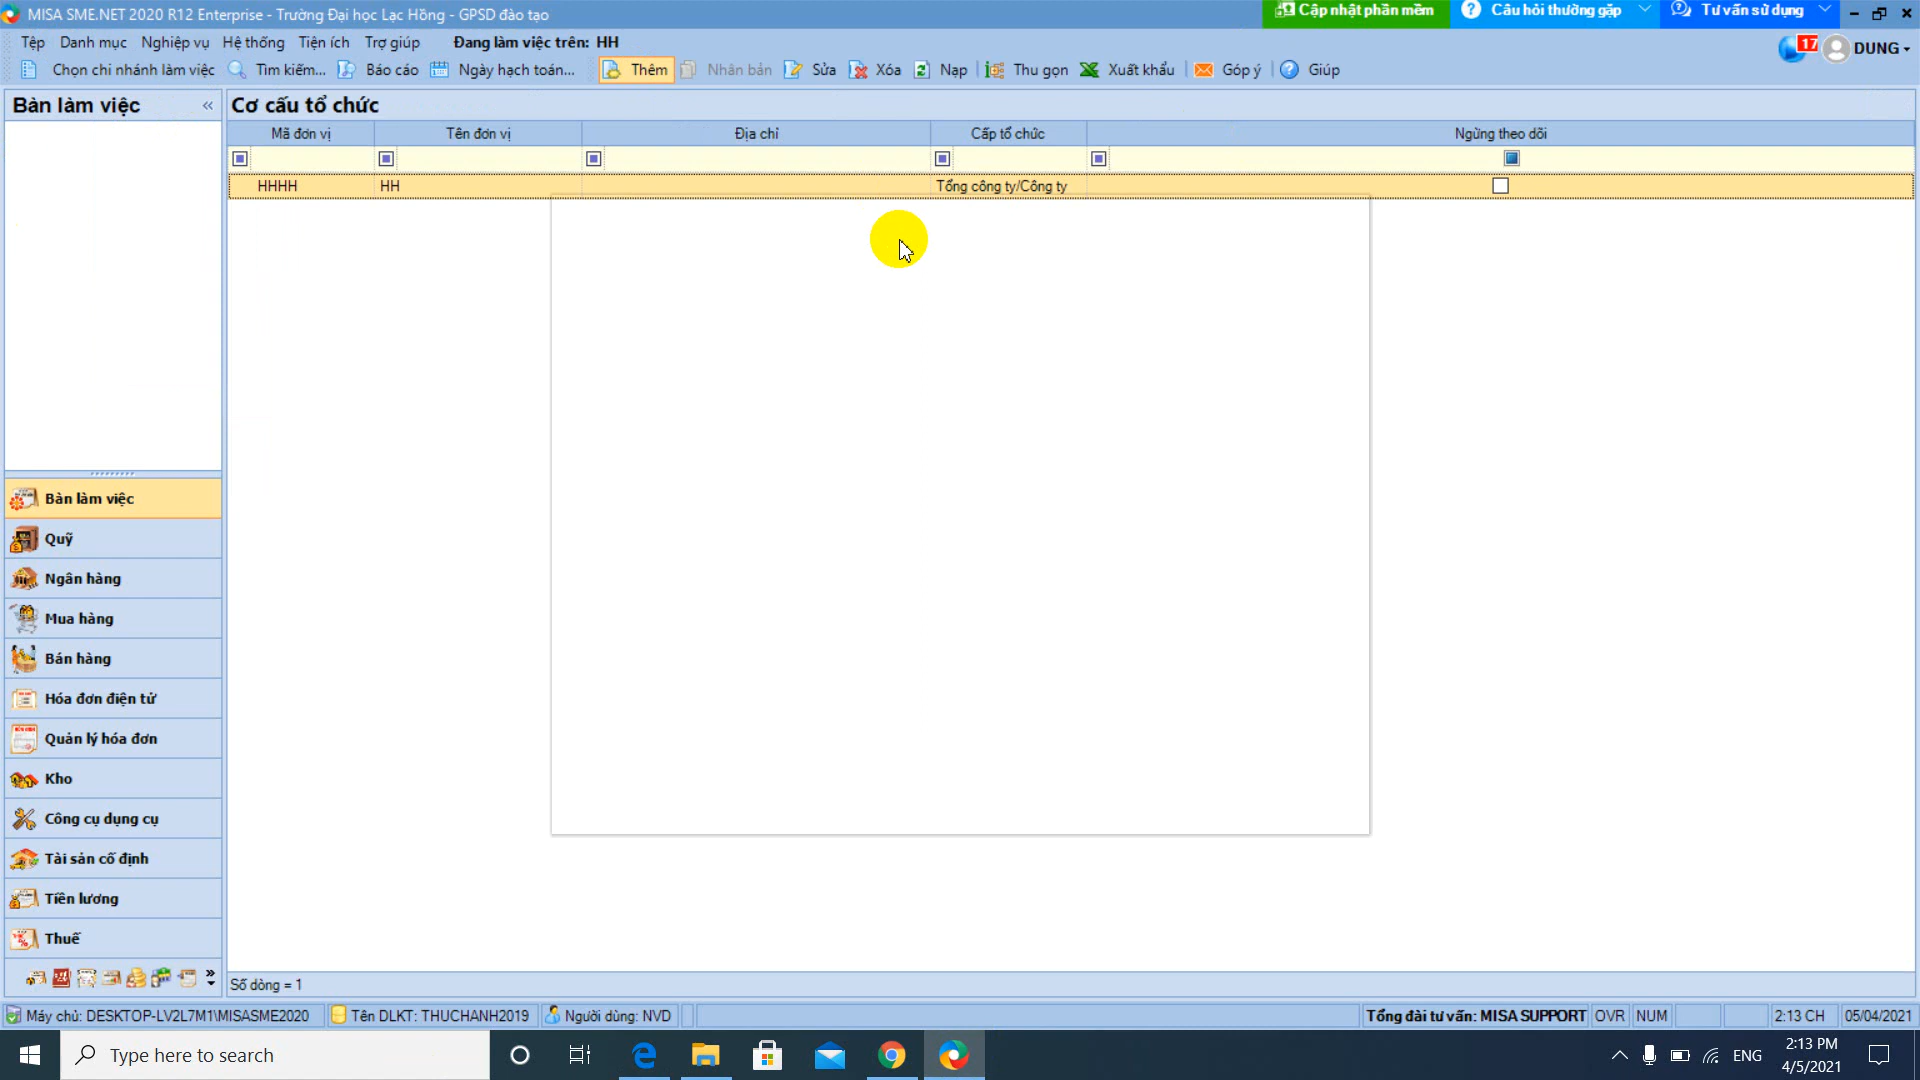 MISA SME.NET 2020 R12 Enterprise - Trường Đại học Lạc Hồng - GPSD đào tạo
Cập nhật phần mềm
Câu hỏi thường gặp
Tư vấn sử dụng
Tệp Danh mục Nghiệp vụ Hệ thống Tiện ích Trợ giúp Đang làm việc trên: HH
17
DUNG
Chọn chi nhánh làm việc Tìm kiếm... Báo cáo Ngày hạch toán... Thêm Nhân bản Sửa Xóa Nạp Thu gọn Xuất khẩu Góp ý Giúp
Bàn làm việc «
Cơ cấu tổ chức
Mã đơn vị Tên đơn vị Địa chỉ Cấp tổ chức Ngừng theo dõi
HHHH HH Tổng công ty/Công ty
Bàn làm việc
Quỹ
Ngân hàng
Mua hàng
Bán hàng
Hóa đơn điện tử
Quản lý hóa đơn
Kho
Công cụ dụng cụ
Tài sản cố định
Tiền lương
Thuế
Số dòng = 1
Máy chủ: DESKTOP-LV2L7M1\MISASME2020 Tên DLKT: THUCHANH2019 Người dùng: NVD Tổng đài tư vấn: MISA SUPPORT OVR NUM 2:13 CH 05/04/2021
Type here to search
ENG
2:13 PM
4/5/2021